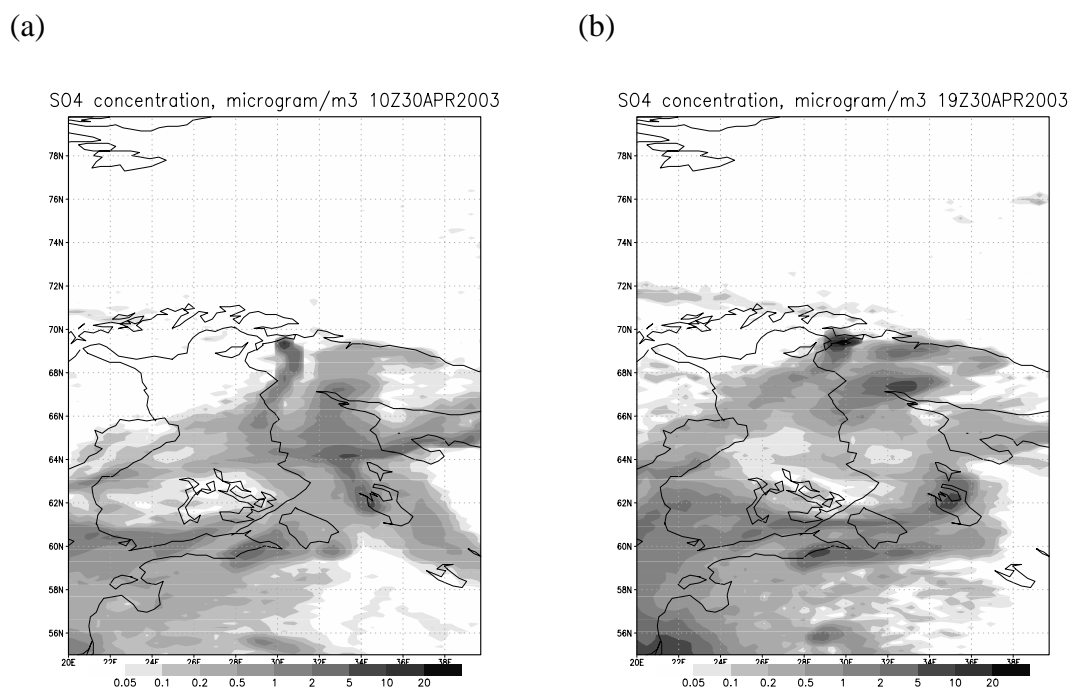 (a)
(b)
SO4 concentration, microgram/m3 10Z30APR2003
78N
76N
74N
72N
70N
68N
66N
64N
62N
60N
58N
56N
20E 22E 24E 26E 28E 30E 32E 34E 36E 38E
0.05 0.1 0.2 0.5 1 2 5 10 20
SO4 concentration, microgram/m3 19Z30APR2003
78N
76N
74N
72N
70N
68N
66N
64N
62N
60N
58N
56N
20E 22E 24E 26E 28E 30E 32E 34E 36E 38E
0.05 0.1 0.2 0.5 1 2 5 10 20